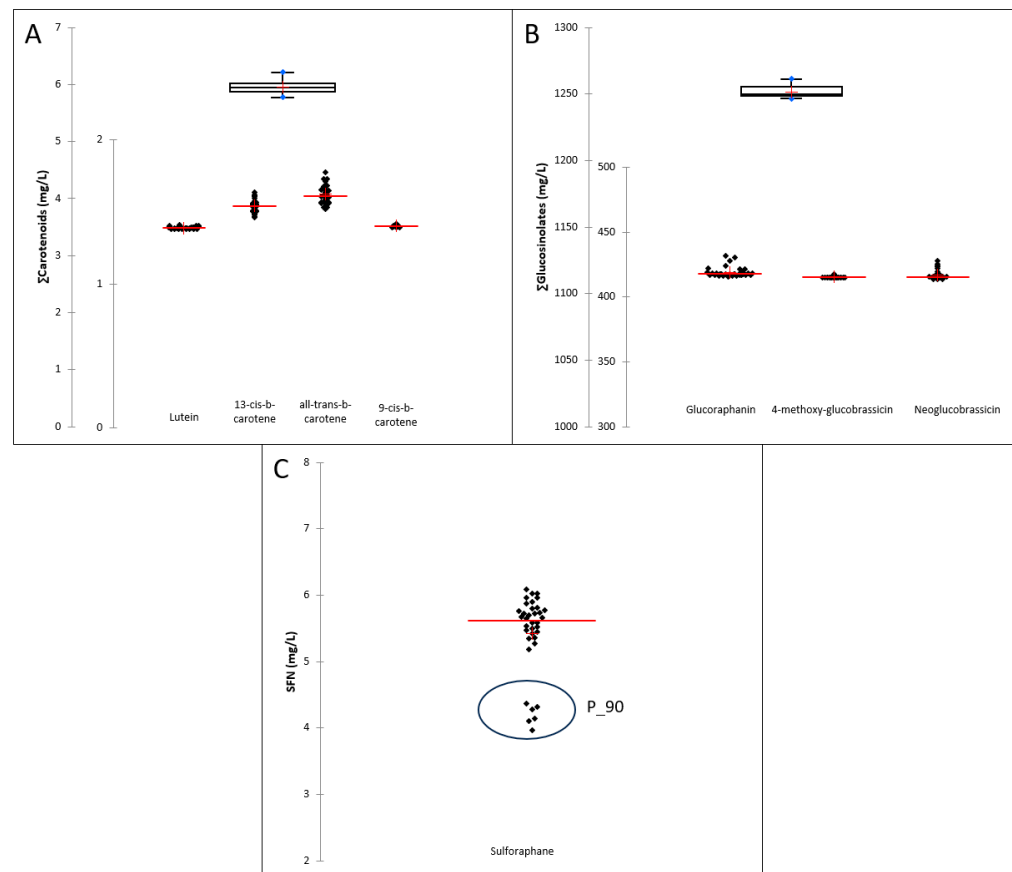 A
∑Carotenoids (mg/L)
7
6
5
4
3
2
1
0
2
1
0
Lutein
13-cis-b-
carotene
all-trans-b-
carotene
9-cis-b-
carotene
B
∑Glucosinolates (mg/L)
1300
1250
1200
1150
1100
1050
1000
500
450
400
350
300
Glucoraphanin
4-methoxy-glucobrassicin
Neoglucobrassicin
C
SFN (mg/L)
8
7
6
5
4
3
2
P_90
Sulforaphane